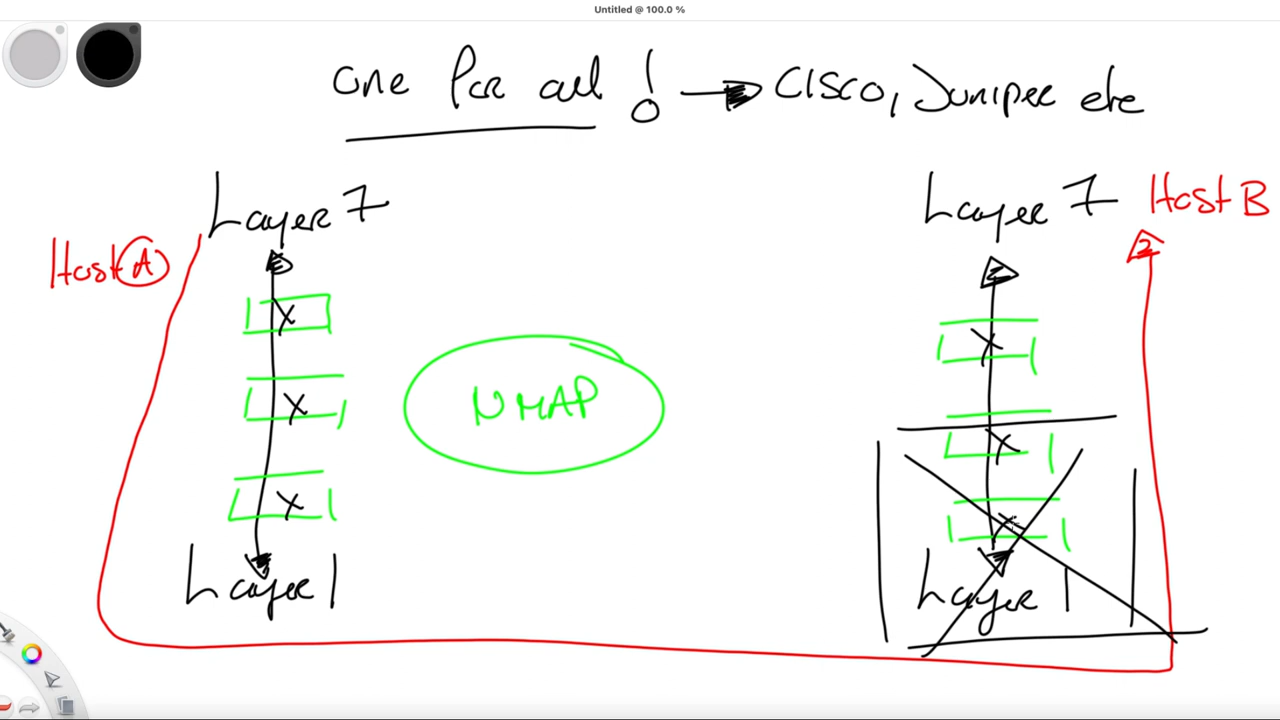 Untitled @ 100.0 %
one for all ! → CISCO, Juniper etc
Layer 7
Layer 7
Host B
Host A
X
X
X
NMAP
X
X
X
Layer 1
Layer 1